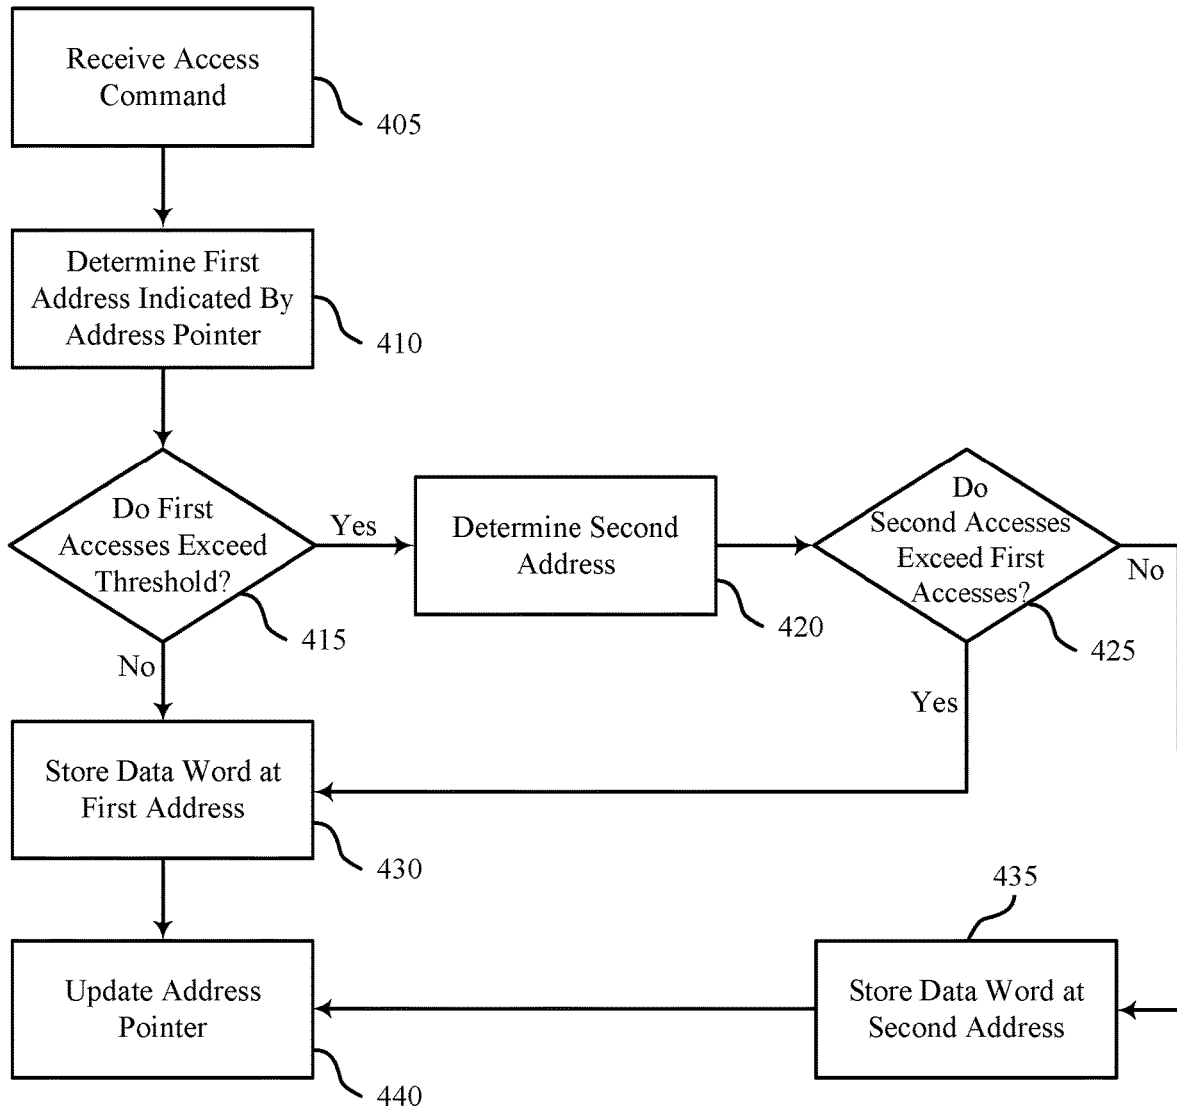 Receive Access
Command
405
Determine First
Address Indicated By
Address Pointer
410
Do First
Accesses Exceed
Threshold?
415
Yes
No
Determine Second
Address
420
Do
Second Accesses
Exceed First
Accesses?
425
No
Yes
Store Data Word at
First Address
430
435
Store Data Word at
Second Address
Update Address
Pointer
440